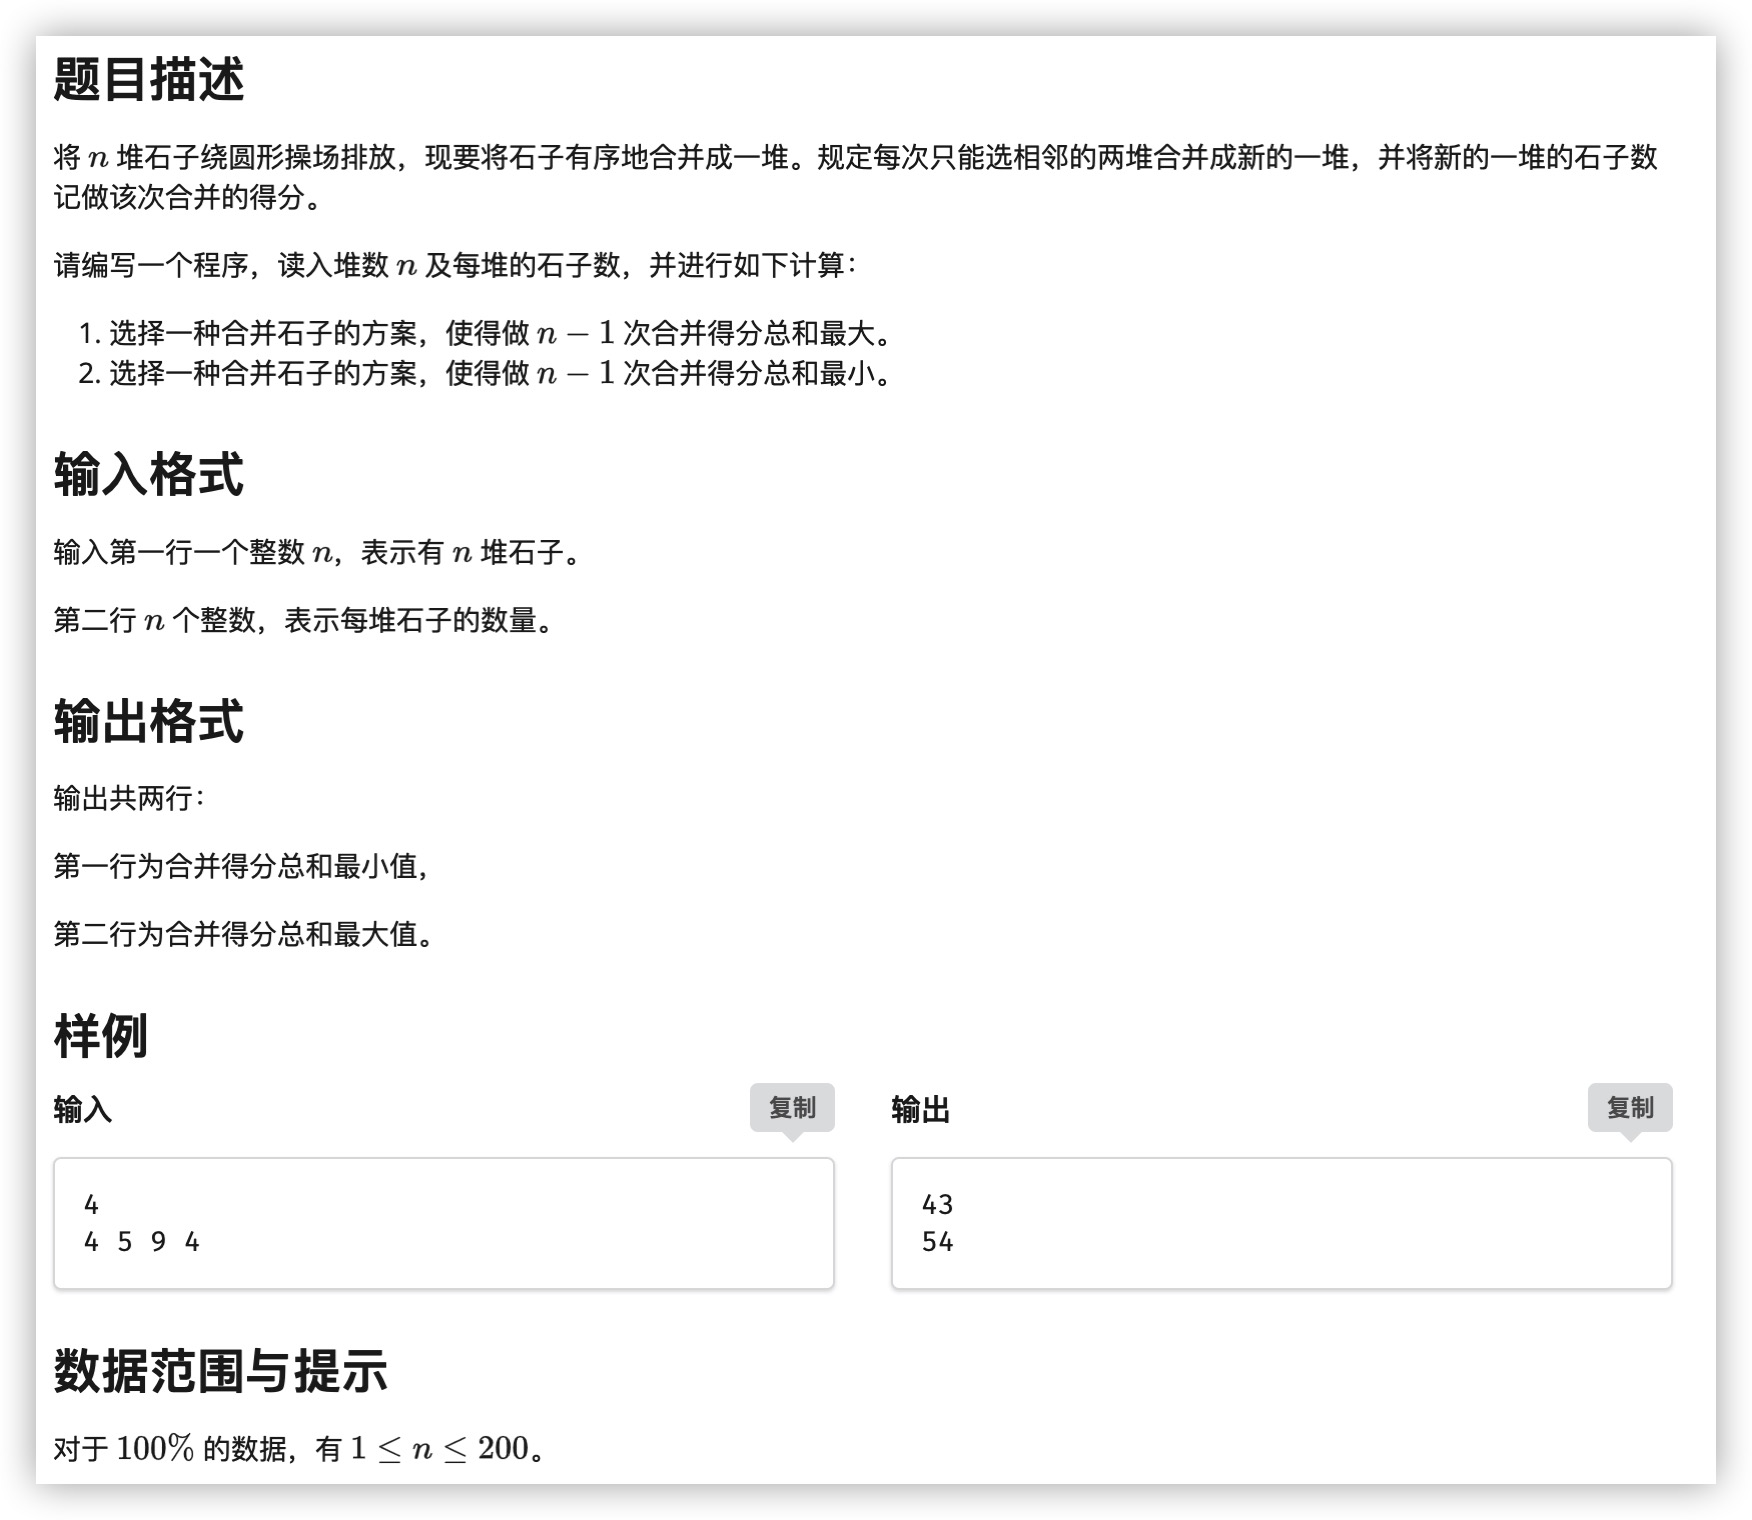 题目描述
将 n 堆石子绕圆形操场排放，现要将石子有序地合并成一堆。规定每次只能选相邻的两堆合并成新的一堆，并将新的一堆的石子数
记做该次合并的得分。
请编写一个程序，读入堆数 n 及每堆的石子数，并进行如下计算：
1. 选择一种合并石子的方案，使得做 n − 1 次合并得分总和最大。
2. 选择一种合并石子的方案，使得做 n − 1 次合并得分总和最小。
输入格式
输入第一行一个整数 n，表示有 n 堆石子。
第二行 n 个整数，表示每堆石子的数量。
输出格式
输出共两行：
第一行为合并得分总和最小值，
第二行为合并得分总和最大值。
样例
输入
复制
4
4 5 9 4
输出
复制
43
54
数据范围与提示
对于 100% 的数据，有 1 ≤ n ≤ 200。